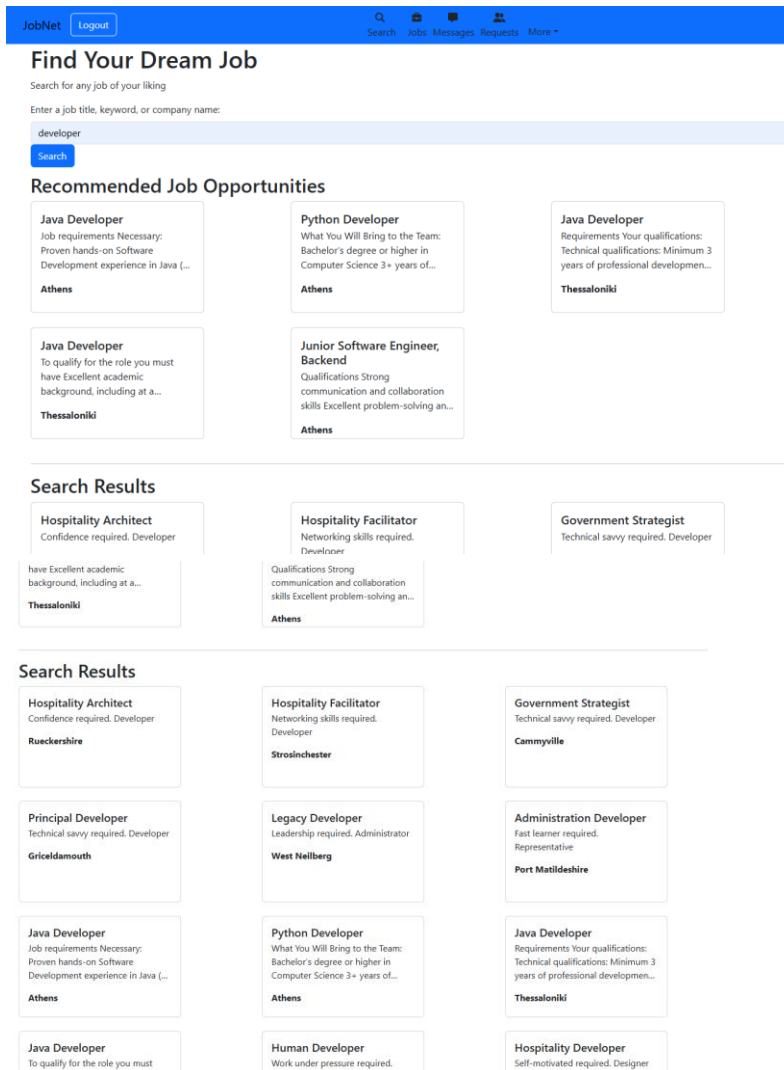 JobNet Logout Search Jobs Messages Requests More
Find Your Dream Job
Search for any job of your liking
Enter a job title, keyword, or company name:
developer
Search
Recommended Job Opportunities
Java Developer
Job requirements Necessary:
Proven hands-on Software
Development experience in Java (...
Athens
Python Developer
What You Will Bring to the Team:
Bachelor's degree or higher in
Computer Science 3+ years of...
Athens
Java Developer
Requirements Your qualifications:
Technical qualifications: Minimum 3
years of professional developmen...
Thessaloniki
Java Developer
To qualify for the role you must
have Excellent academic
background, including at a...
Thessaloniki
Junior Software Engineer,
Backend
Qualifications Strong
communication and collaboration
skills Excellent problem-solving an...
Athens
Search Results
Hospitality Architect
Confidence required. Developer
Hospitality Facilitator
Networking skills required.
Developer
Government Strategist
Technical savvy required. Developer
have Excellent academic
background, including at a...
Thessaloniki
Qualifications Strong
communication and collaboration
skills Excellent problem-solving an...
Athens
Search Results
Hospitality Architect
Confidence required. Developer
Rueckershire
Hospitality Facilitator
Networking skills required.
Developer
Strosinchester
Government Strategist
Technical savvy required. Developer
Cammyville
Principal Developer
Technical savvy required. Developer
Griceldamouth
Legacy Developer
Leadership required. Administrator
West Neilberg
Administration Developer
Fast learner required.
Representative
Port Matildeshire
Java Developer
Job requirements Necessary:
Proven hands-on Software
Development experience in Java (...
Athens
Python Developer
What You Will Bring to the Team:
Bachelor's degree or higher in
Computer Science 3+ years of...
Athens
Java Developer
Requirements Your qualifications:
Technical qualifications: Minimum 3
years of professional developmen...
Thessaloniki
Java Developer
To qualify for the role you must
Human Developer
Work under pressure required.
Hospitality Developer
Self-motivated required. Designer